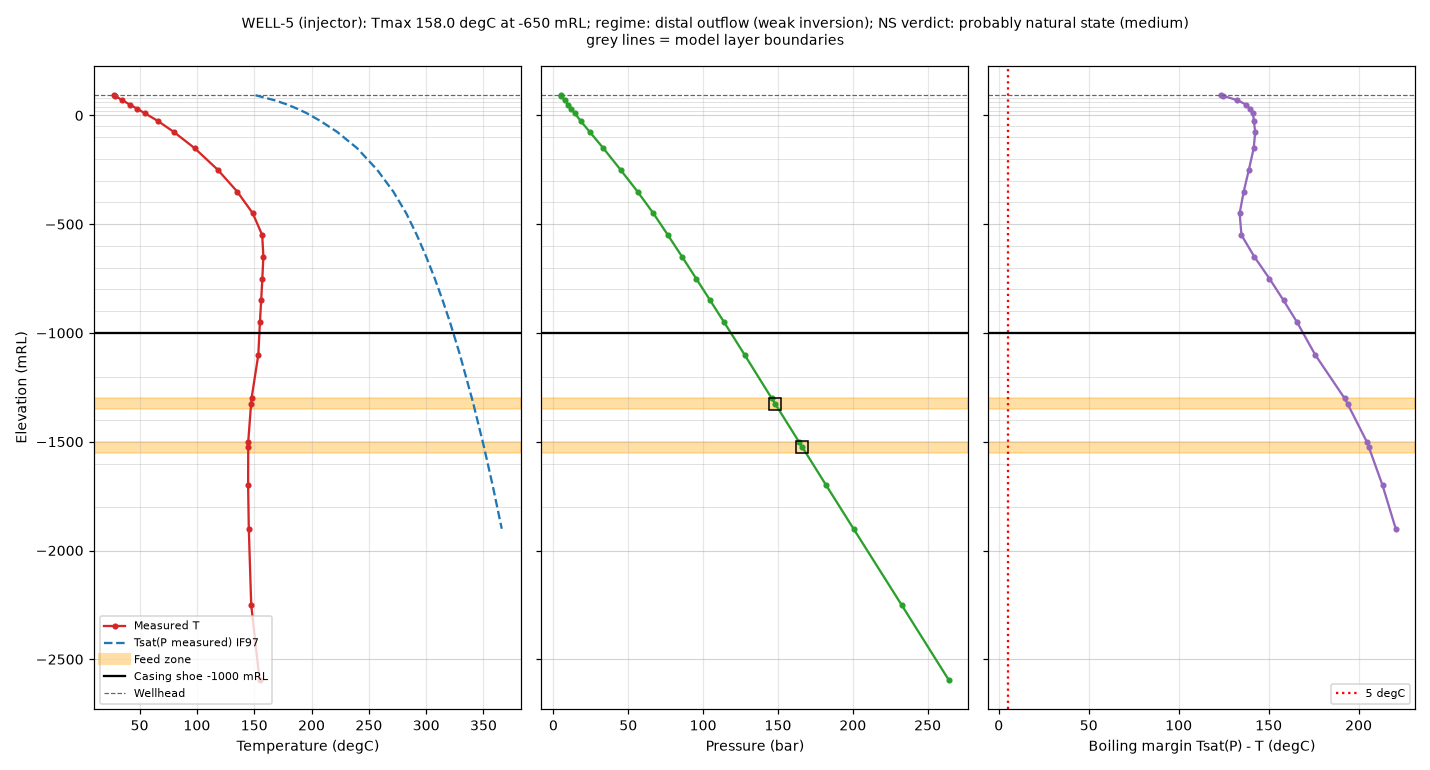 WELL-5 (injector): Tmax 158.0 degC at -650 mRL; regime: distal outflow (weak inversion); NS verdict: probably natural state (medium)
grey lines = model layer boundaries
Elevation (mRL)
0
−500
−1000
−1500
−2000
−2500
Measured T
Tsat(P measured) IF97
Feed zone
Casing shoe -1000 mRL
Wellhead
50 100 150 200 250 300 350
Temperature (degC)
0 50 100 150 200 250
Pressure (bar)
5 degC
0 50 100 150 200
Boiling margin Tsat(P) - T (degC)